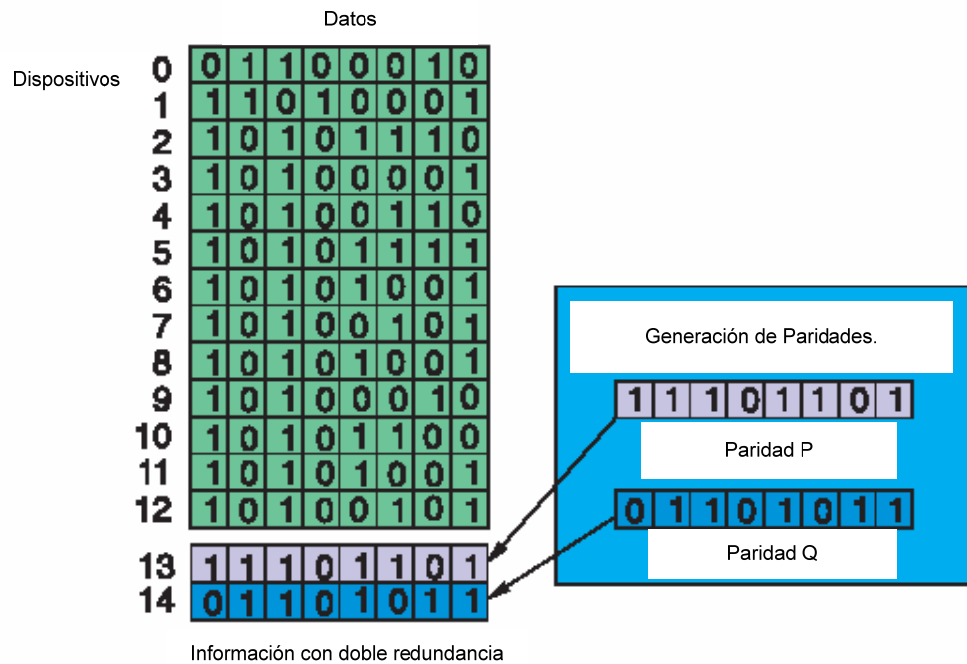 Datos
Dispositivos
0 0 1 1 0 0 0 1 0
1 1 1 0 1 0 0 0 1
2 1 0 1 0 1 1 1 0
3 1 0 1 0 0 0 0 1
4 1 0 1 0 0 1 1 0
5 1 0 1 0 1 1 1 1
6 1 0 1 0 1 0 0 1
7 1 0 1 0 0 1 0 1
8 1 0 1 0 1 0 0 1
9 1 0 1 0 0 0 1 0
10 1 0 1 0 1 1 0 0
11 1 0 1 0 1 0 0 1
12 1 0 1 0 0 1 0 1
13 1 1 1 0 1 1 0 1
14 0 1 1 0 1 0 1 1
Información con doble redundancia
Generación de Paridades.
1 1 1 0 1 1 0 1
Paridad P
0 1 1 0 1 0 1 1
Paridad Q